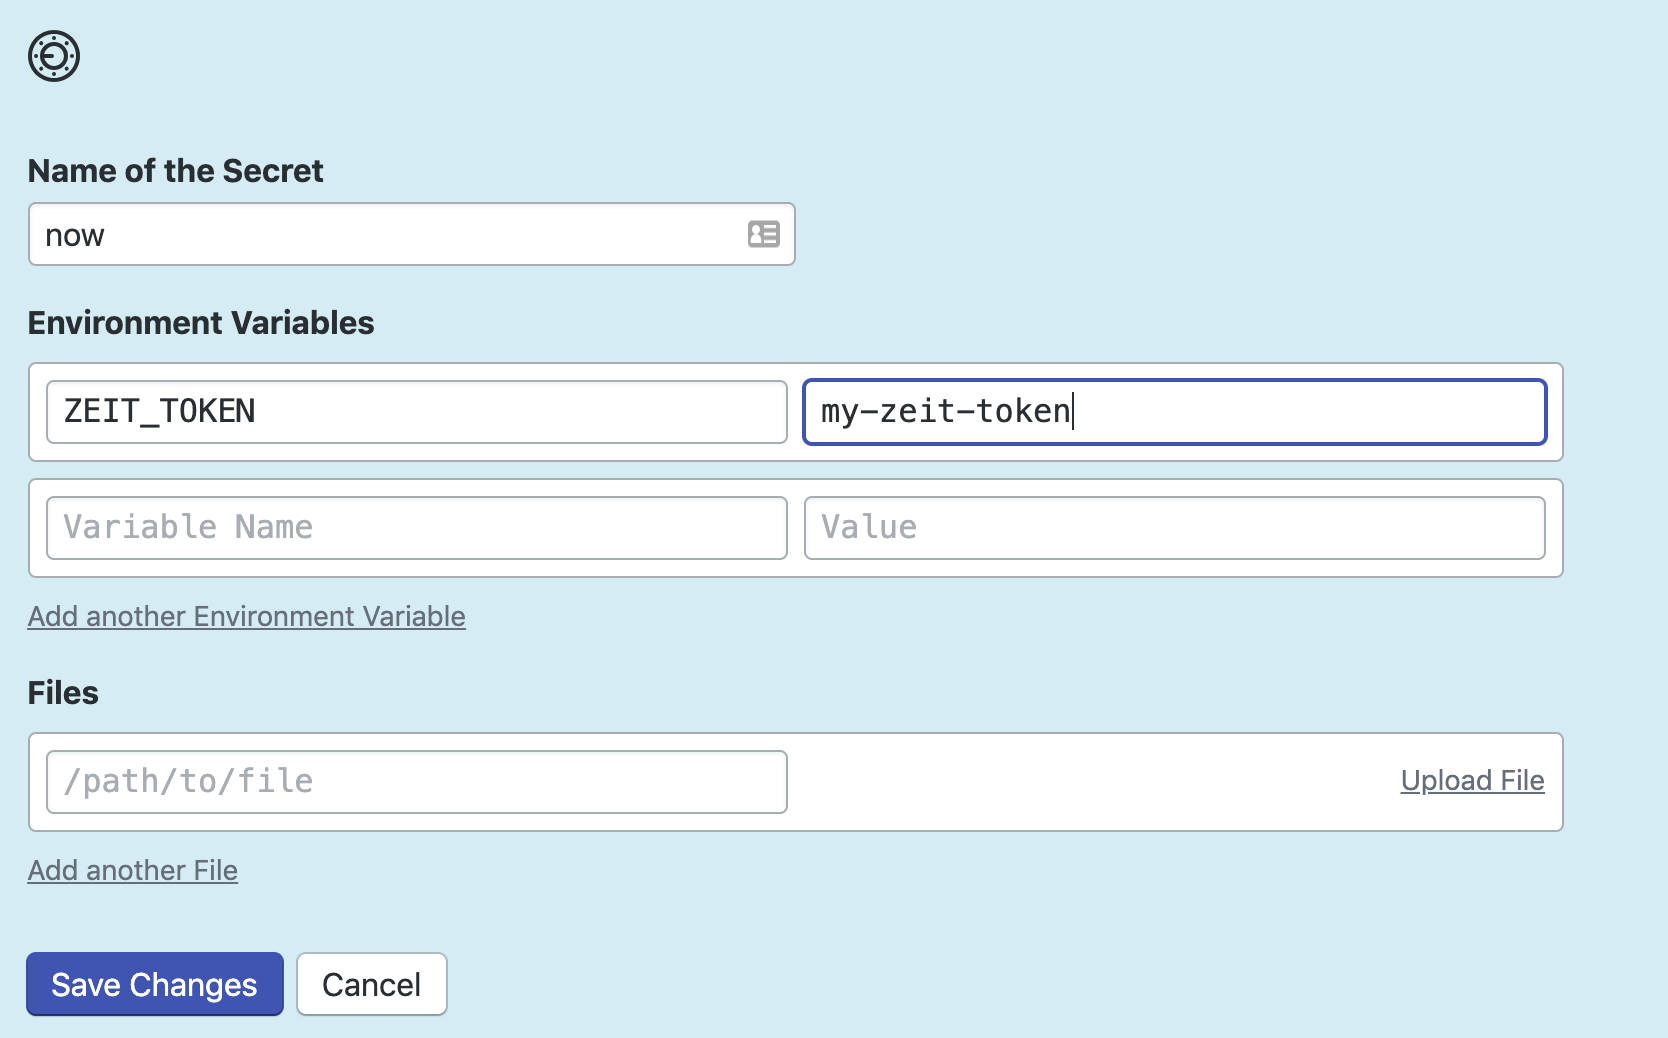 Name of the Secret
now
Environment Variables
ZEIT_TOKEN my-zeit-token
Variable Name Value
Add another Environment Variable
Files
/path/to/file Upload File
Add another File
Save Changes Cancel